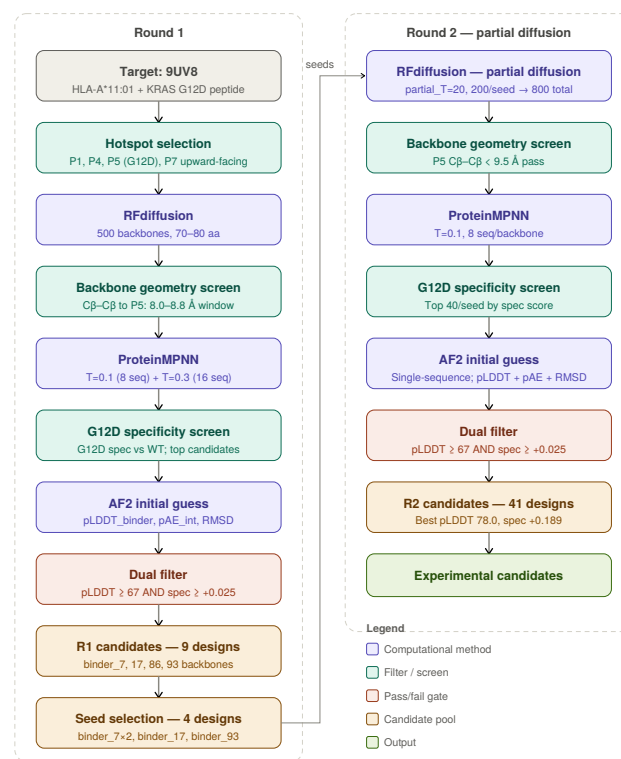 Round 1
Target: 9UV8
HLA-A*11:01 + KRAS G12D peptide
Hotspot selection
P1, P4, P5 (G12D), P7 upward-facing
RFdiffusion
500 backbones, 70–80 aa
Backbone geometry screen
Cβ–Cβ to P5: 8.0–8.8 Å window
ProteinMPNN
T=0.1 (8 seq) + T=0.3 (16 seq)
G12D specificity screen
G12D spec vs WT; top candidates
AF2 initial guess
pLDDT_binder, pAE_int, RMSD
Dual filter
pLDDT ≥ 67 AND spec ≥ +0.025
R1 candidates — 9 designs
binder_7, 17, 86, 93 backbones
Seed selection — 4 designs
binder_7×2, binder_17, binder_93
seeds
Round 2 — partial diffusion
RFdiffusion — partial diffusion
partial_T=20, 200/seed → 800 total
Backbone geometry screen
P5 Cβ–Cβ < 9.5 Å pass
ProteinMPNN
T=0.1, 8 seq/backbone
G12D specificity screen
Top 40/seed by spec score
AF2 initial guess
Single-sequence; pLDDT + pAE + RMSD
Dual filter
pLDDT ≥ 67 AND spec ≥ +0.025
R2 candidates — 41 designs
Best pLDDT 78.0, spec +0.189
Experimental candidates
Legend
Computational method
Filter / screen
Pass/fail gate
Candidate pool
Output